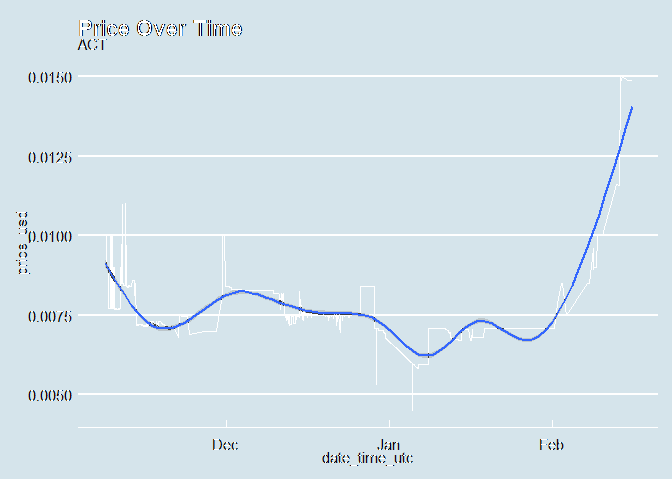 Price Over Time
ACT
0.0150
0.0125
0.0100
0.0075
0.0050
price_usd
Dec
Jan
Feb
date_time_utc